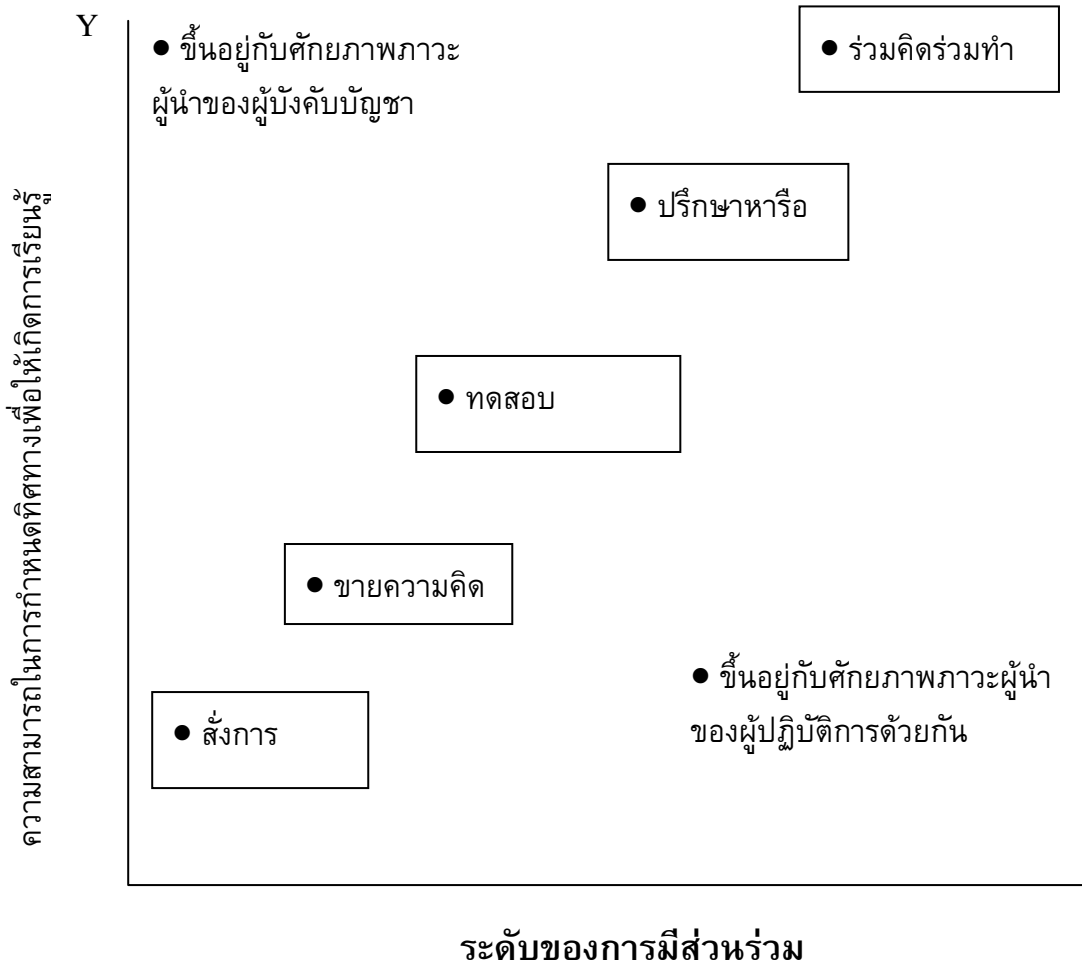 Y
● ขึ้นอยู่กับศักยภาพภาวะ
ผู้นำของผู้บังคับบัญชา
● ร่วมคิดร่วมทำ
● ปรึกษาหารือ
● ทดสอบ
● ขายความคิด
● สั่งการ
● ขึ้นอยู่กับศักยภาพภาวะผู้นำ
ของผู้ปฏิบัติการด้วยกัน
ความสามารถในการกำหนดทิศทางเพื่อให้เกิดการเรียนรู้
ระดับของการมีส่วนร่วม